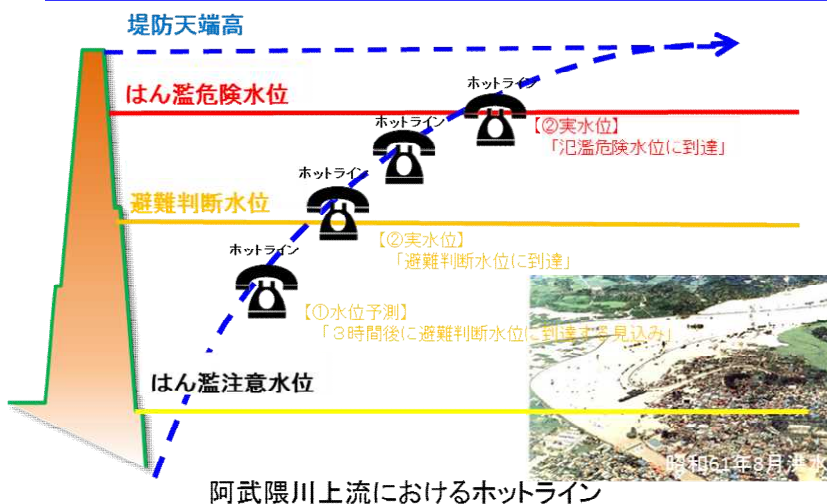 堤防天端高
ホットライン
はん濫危険水位
【②実水位】
「氾濫危険水位に到達」
ホットライン
ホットライン
避難判断水位
【②実水位】
「避難判断水位に到達」
ホットライン
【①水位予測】
「３時間後に避難判断水位に到達する見込み」
はん濫注意水位
昭和61年8月洪水
阿武隈川上流におけるホットライン